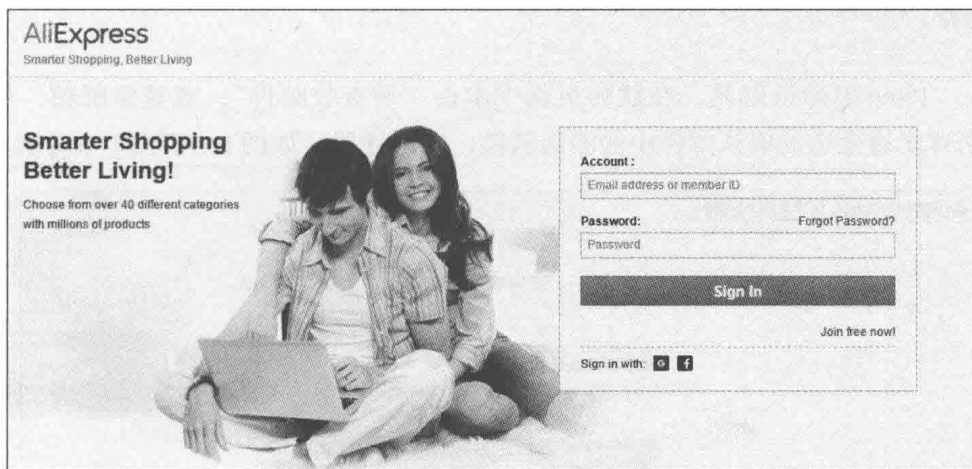 AliExpress
Smarter Shopping, Better Living
Smarter Shopping
Better Living!
Choose from over 40 different categories
with millions of products
Account :
Email address or member ID
Password:
Forgot Password?
Password
Sign In
Join free now!
Sign in with: G f